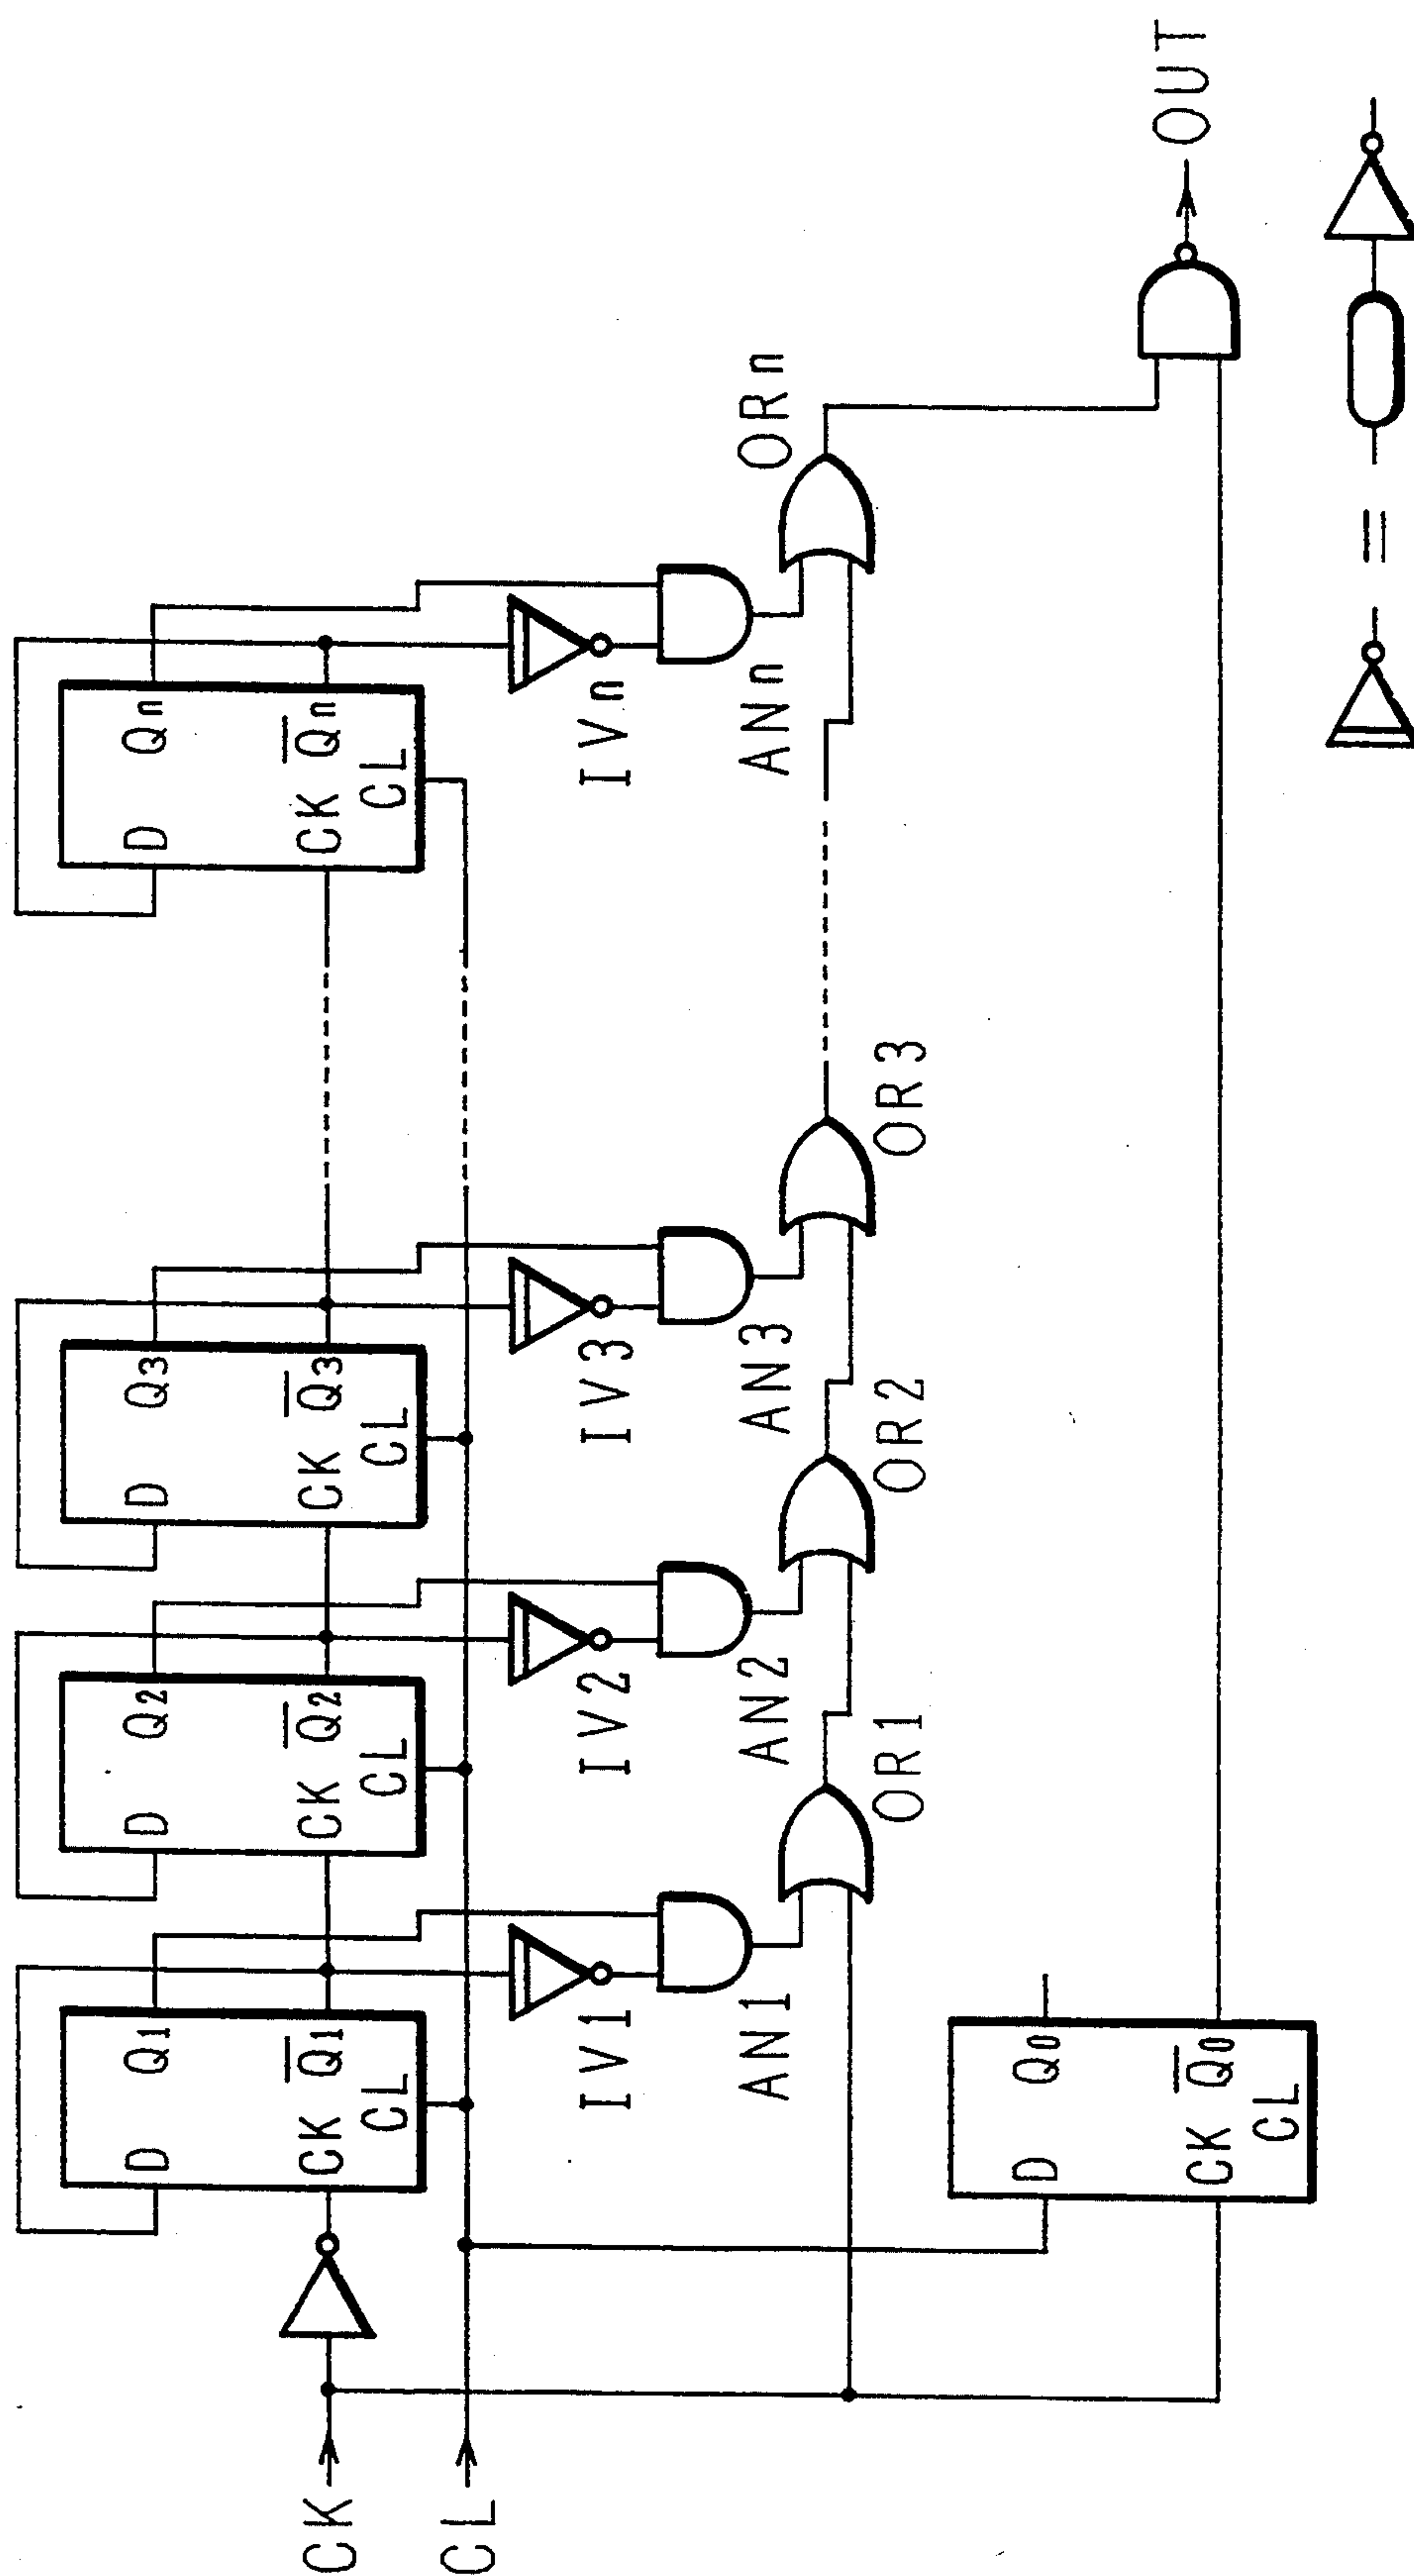 CK
CL
D Q1
CK Q̅1
CL
D Q2
CK Q̅2
CL
D Q3
CK Q̅3
CL
D Qn
CK Q̅n
CL
IV1
IV2
IV3
IVn
AN1
AN2
AN3
ANn
OR1
OR2
OR3
ORn
D Q0
CK Q̅0
CL
OUT
=